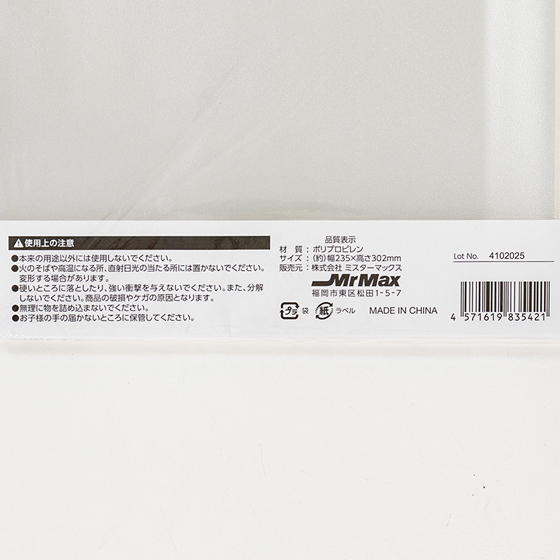 使用上の注意
●本来の用途以外には使用しないでください。
●火のそばや高温になる所、直射日光の当たる所には置かないでください。
変形する場合があります。
●硬いところに落としたり、強い衝撃を与えないでください。また、分解
しないでください。商品の破損やケガの原因となります。
●無理に物を詰め込まないでください。
●お子様の手の届かないところに保管してください。
品質表示
材 質：ポリプロピレン
サイズ：(約)幅235×高さ302mm
販売元：株式会社 ミスターマックス
MrMax
福岡市東区松田1-5-7
プラ 袋 紙 ラベル MADE IN CHINA
Lot No. 4102025
4 571619 835421